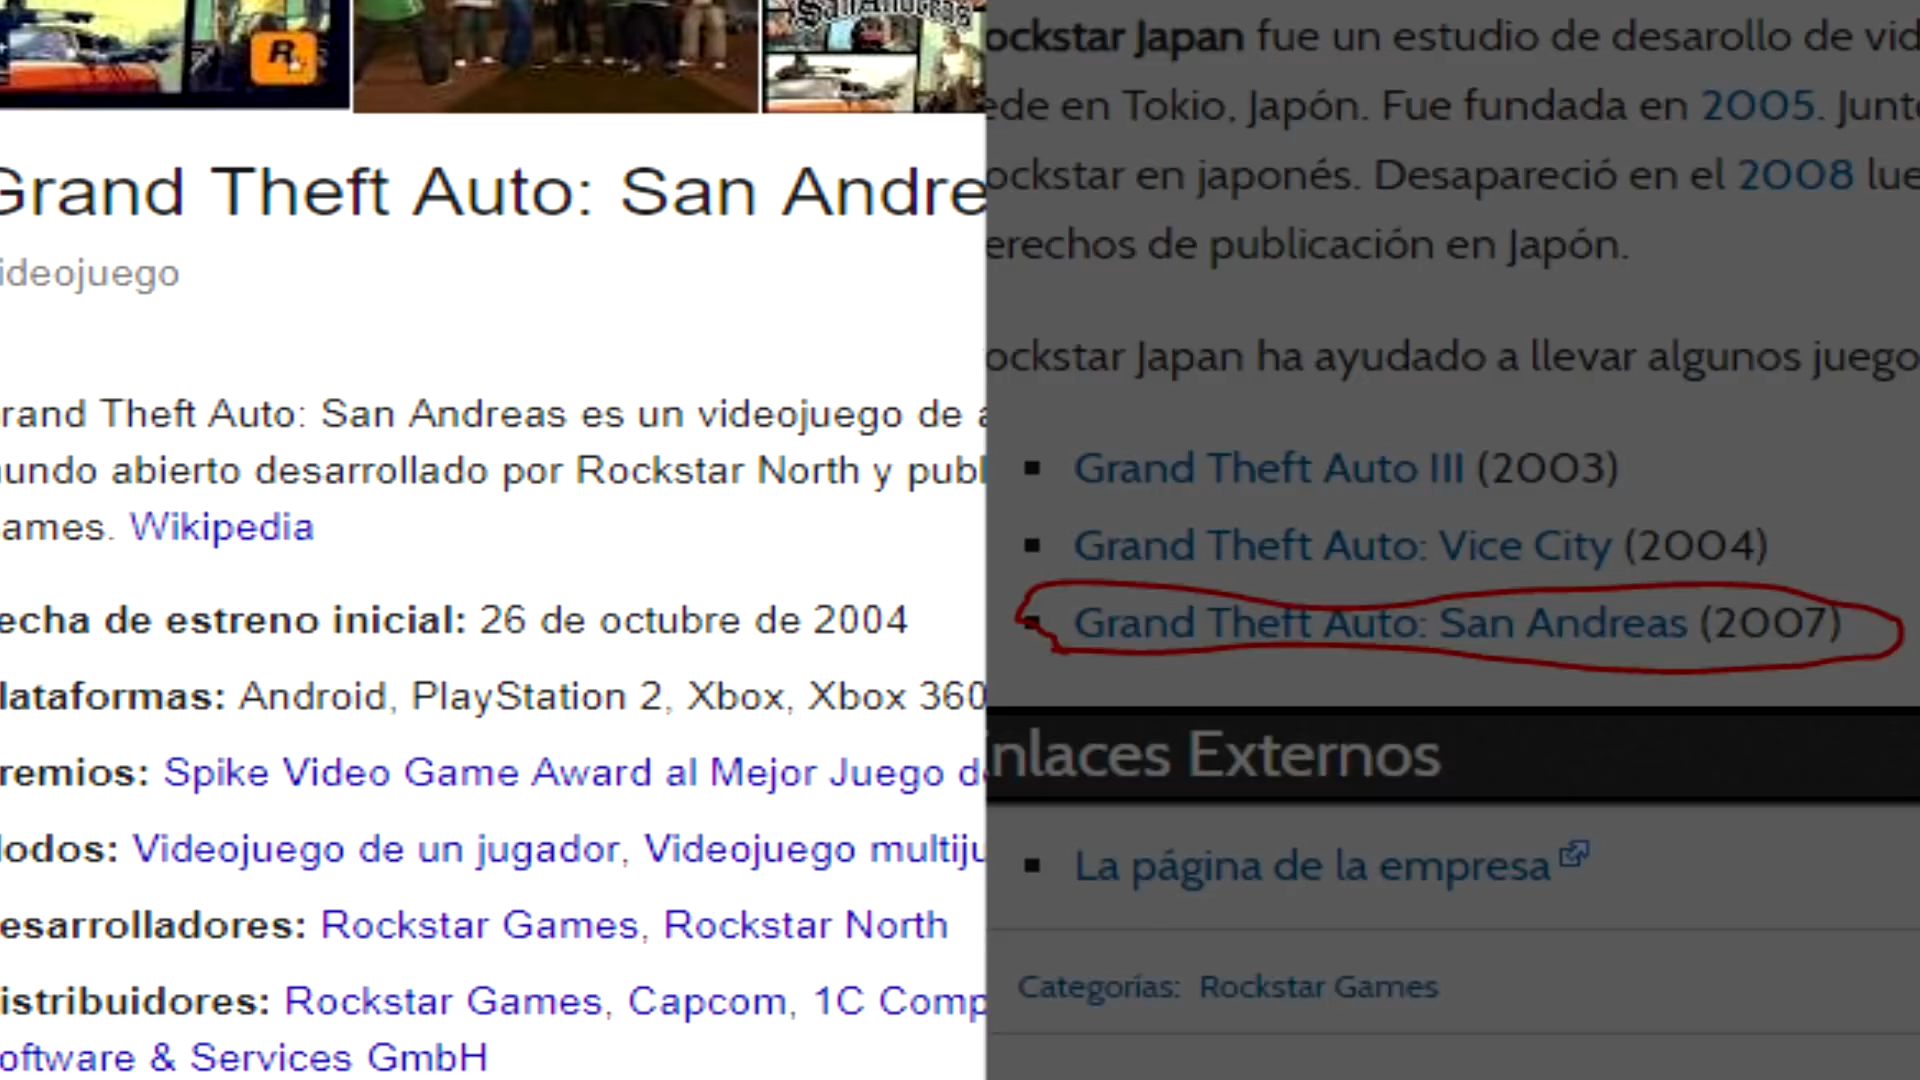 San Andreas
R
Grand Theft Auto: San Andre
ideojuego
rand Theft Auto: San Andreas es un videojuego de a
undo abierto desarrollado por Rockstar North y publ
ames. Wikipedia
echa de estreno inicial: 26 de octubre de 2004
lataformas: Android, PlayStation 2, Xbox, Xbox 360
remios: Spike Video Game Award al Mejor Juego de
odos: Videojuego de un jugador, Videojuego multiju
esarrolladores: Rockstar Games, Rockstar North
istribuidores: Rockstar Games, Capcom, 1C Comp
oftware & Services GmbH
ockstar Japan fue un estudio de desarollo de vid
ede en Tokio, Japón. Fue fundada en 2005. Junto
ockstar en japonés. Desapareció en el 2008 lue
erechos de publicación en Japón.
ockstar Japan ha ayudado a llevar algunos juego
Grand Theft Auto III (2003)
Grand Theft Auto: Vice City (2004)
Grand Theft Auto: San Andreas (2007)
nlaces Externos
La página de la empresa
Categorías: Rockstar Games